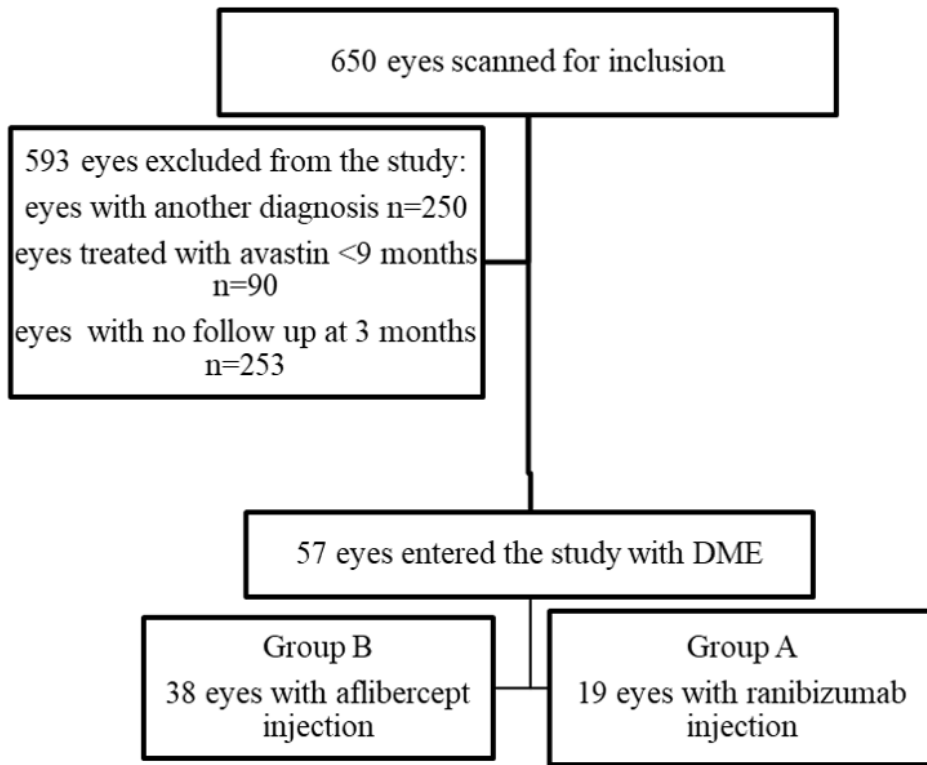 650 eyes scanned for inclusion
593 eyes excluded from the study:
eyes with another diagnosis n=250
eyes treated with avastin <9 months
n=90
eyes with no follow up at 3 months
n=253
57 eyes entered the study with DME
Group B
38 eyes with aflibercept
injection
Group A
19 eyes with ranibizumab
injection